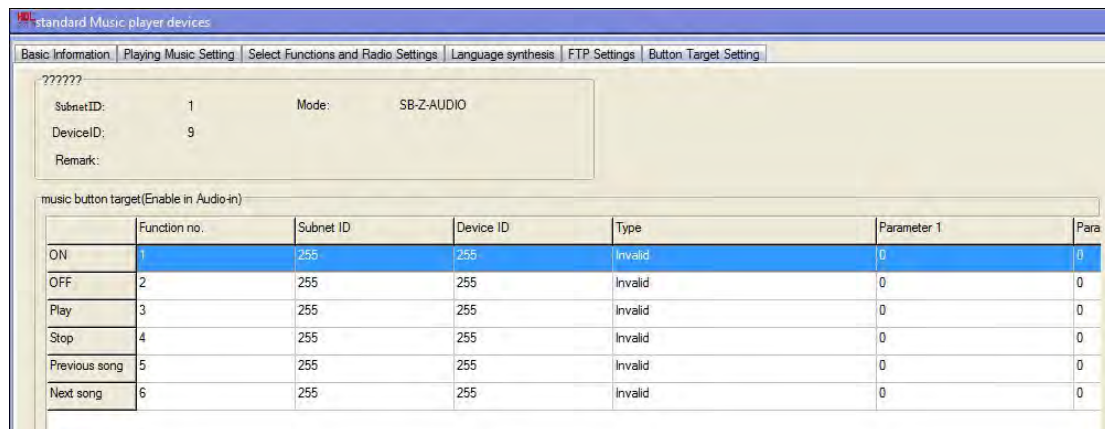 HDL standard Music player devices
Basic Information Playing Music Setting Select Functions and Radio Settings Language synthesis FTP Settings Button Target Setting
??????
SubnetID: 1 Mode: SB-Z-AUDIO
DeviceID: 9
Remark:
music button target(Enable in Audio-in)
Function no. Subnet ID Device ID Type Parameter 1 Para
ON 1 255 255 Invalid 0 0
OFF 2 255 255 Invalid 0 0
Play 3 255 255 Invalid 0 0
Stop 4 255 255 Invalid 0 0
Previous song 5 255 255 Invalid 0 0
Next song 6 255 255 Invalid 0 0